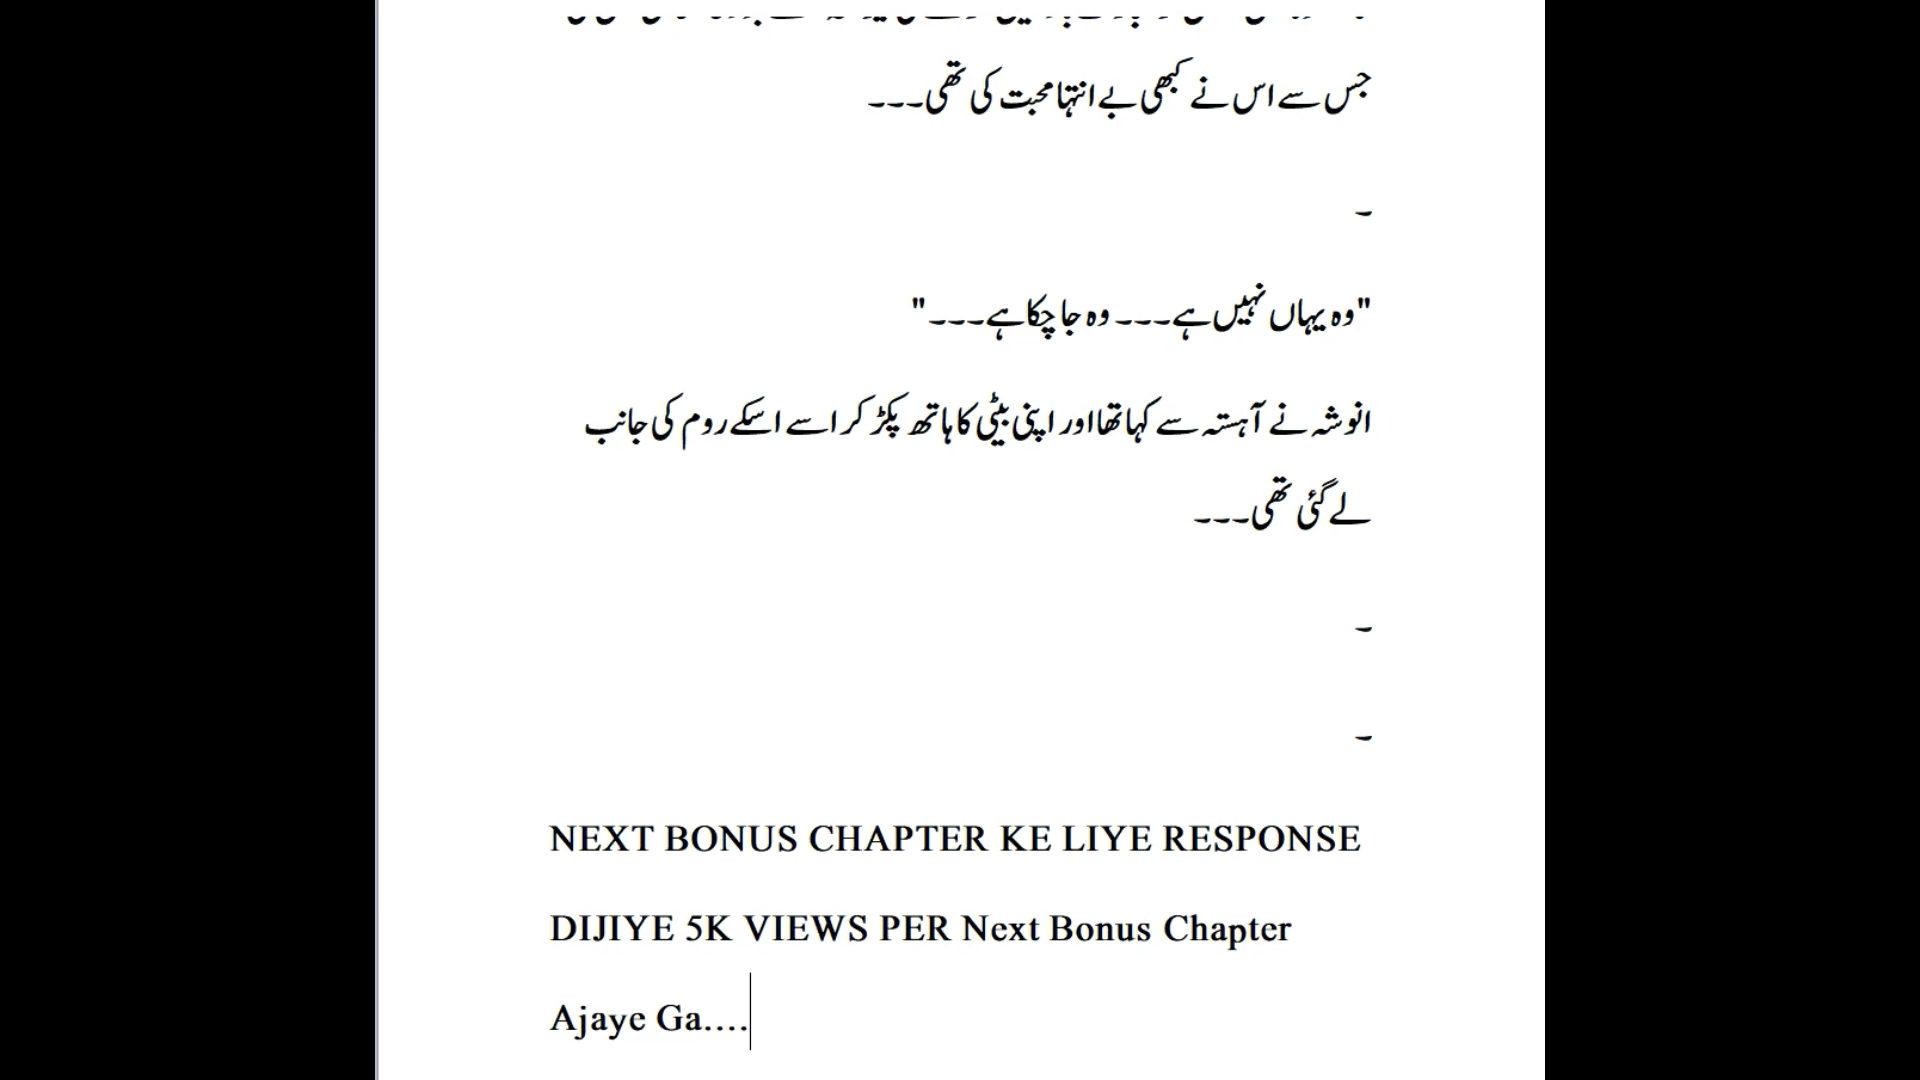 جس سے اس نے کبھی بے انتہا محبت کی تھی۔۔۔
۔
"وہ یہاں نہیں ہے۔۔۔ وہ جا چکا ہے۔۔۔"
انوشہ نے آہستہ سے کہا تھا اور اپنی بیٹی کا ہاتھ پکڑ کر اسے اسکے روم کی جانب
لے گئی تھی۔۔۔
۔
۔
NEXT BONUS CHAPTER KE LIYE RESPONSE
DIJIYE 5K VIEWS PER Next Bonus Chapter
Ajaye Ga....